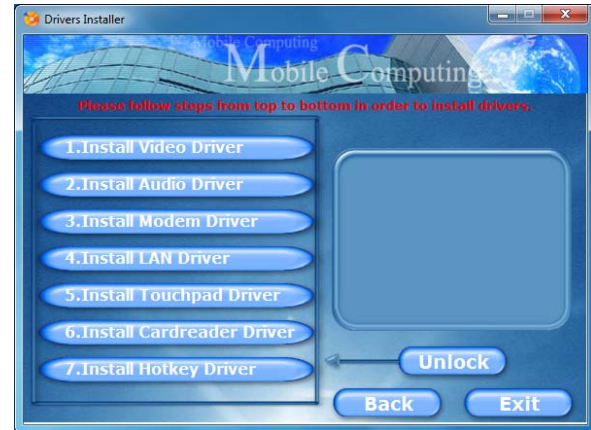 Drivers Installer
Mobile Computing
Mobile Computing
Please follow steps from top to bottom in order to install drivers.
1.Install Video Driver
2.Install Audio Driver
3.Install Modem Driver
4.Install LAN Driver
5.Install Touchpad Driver
6.Install Cardreader Driver
7.Install Hotkey Driver
Unlock
Back
Exit